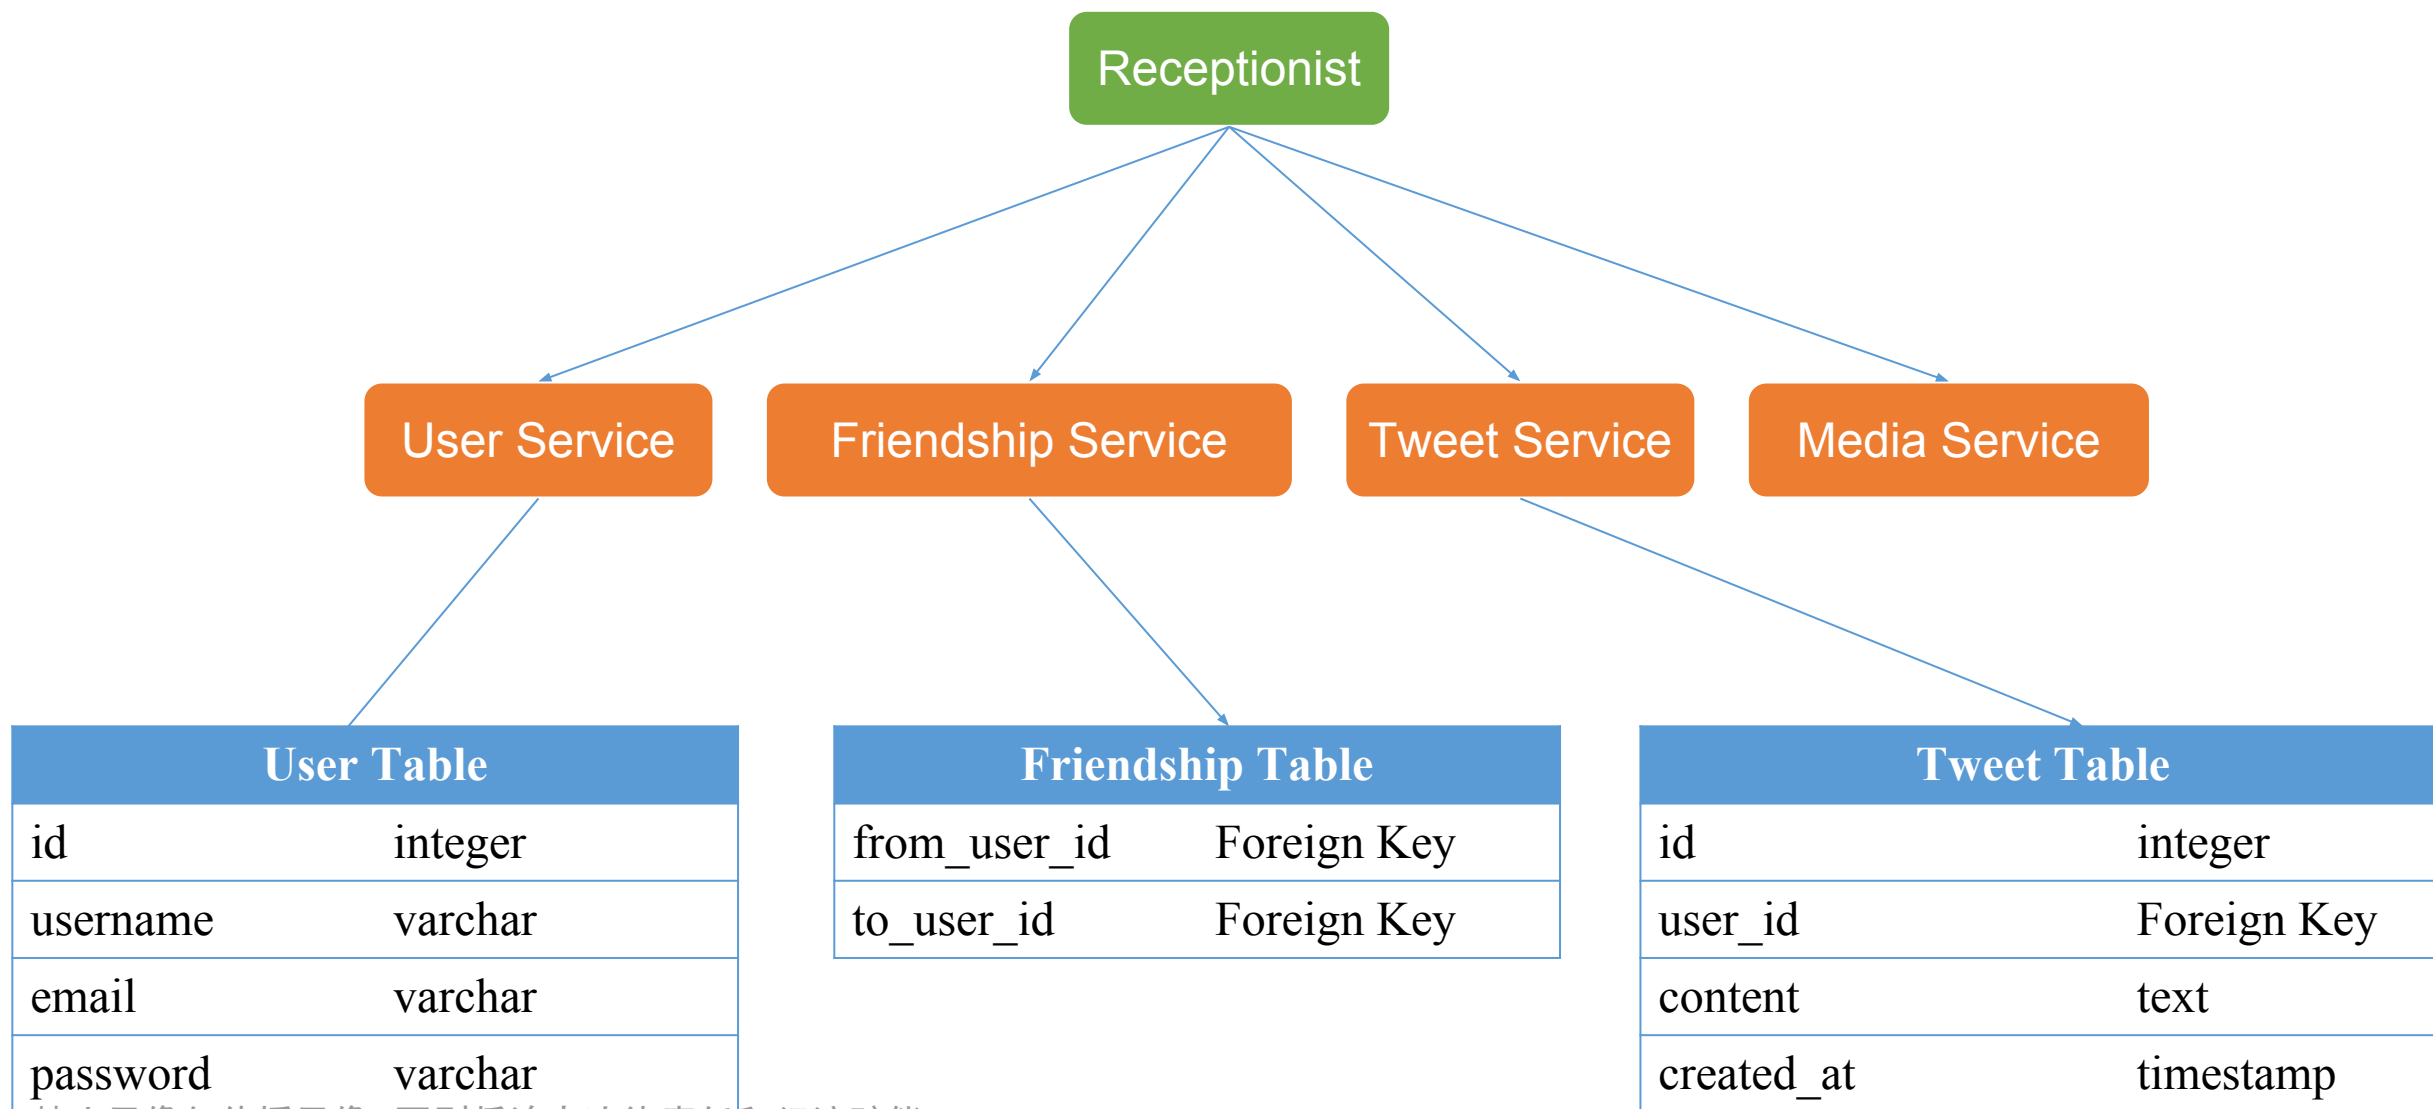 Receptionist
User Service
Friendship Service
Tweet Service
Media Service
User Table
id integer
username varchar
email varchar
password varchar
Friendship Table
from_user_id Foreign Key
to_user_id Foreign Key
Tweet Table
id integer
user_id Foreign Key
content text
created_at timestamp